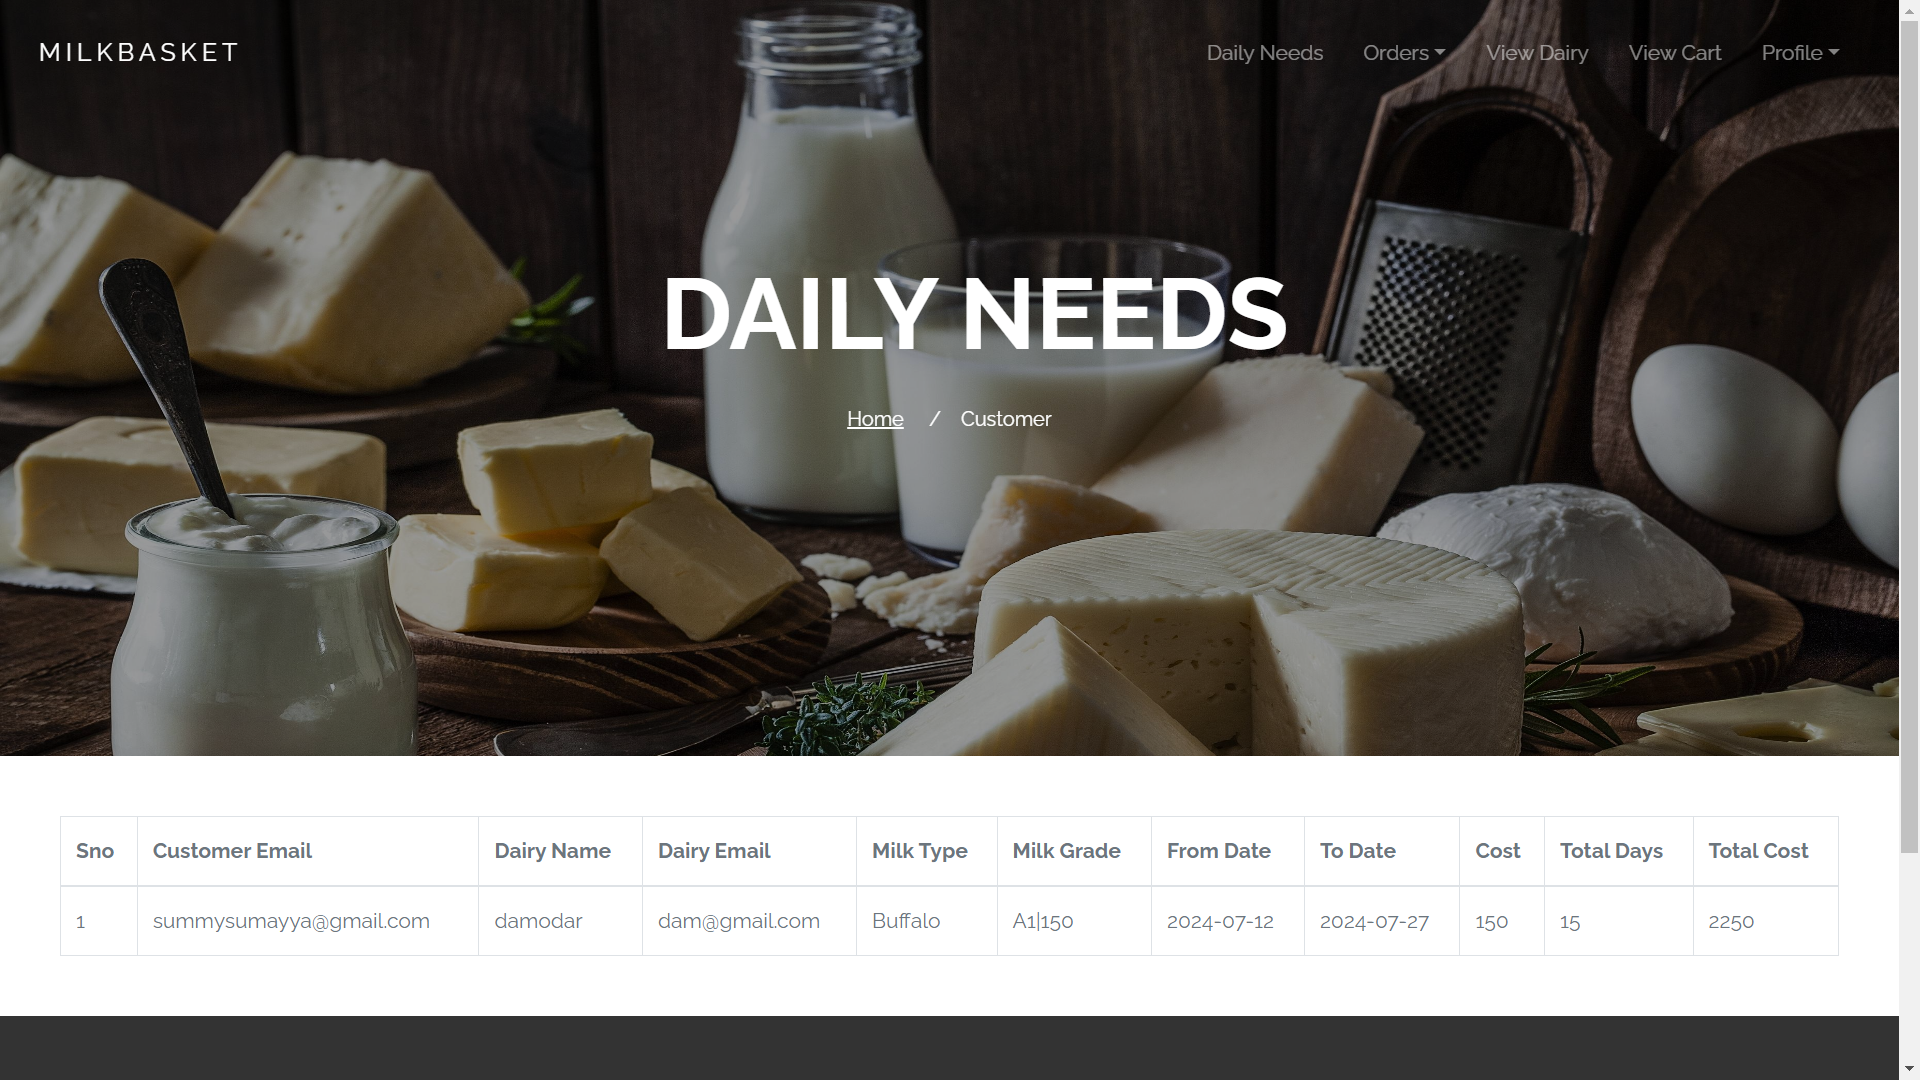 MILKBASKET
Daily Needs Orders View Dairy View Cart Profile
DAILY NEEDS
Home / Customer
Sno Customer Email Dairy Name Dairy Email Milk Type Milk Grade From Date To Date Cost Total Days Total Cost
1 summysumayya@gmail.com damodar dam@gmail.com Buffalo A1|150 2024-07-12 2024-07-27 150 15 2250